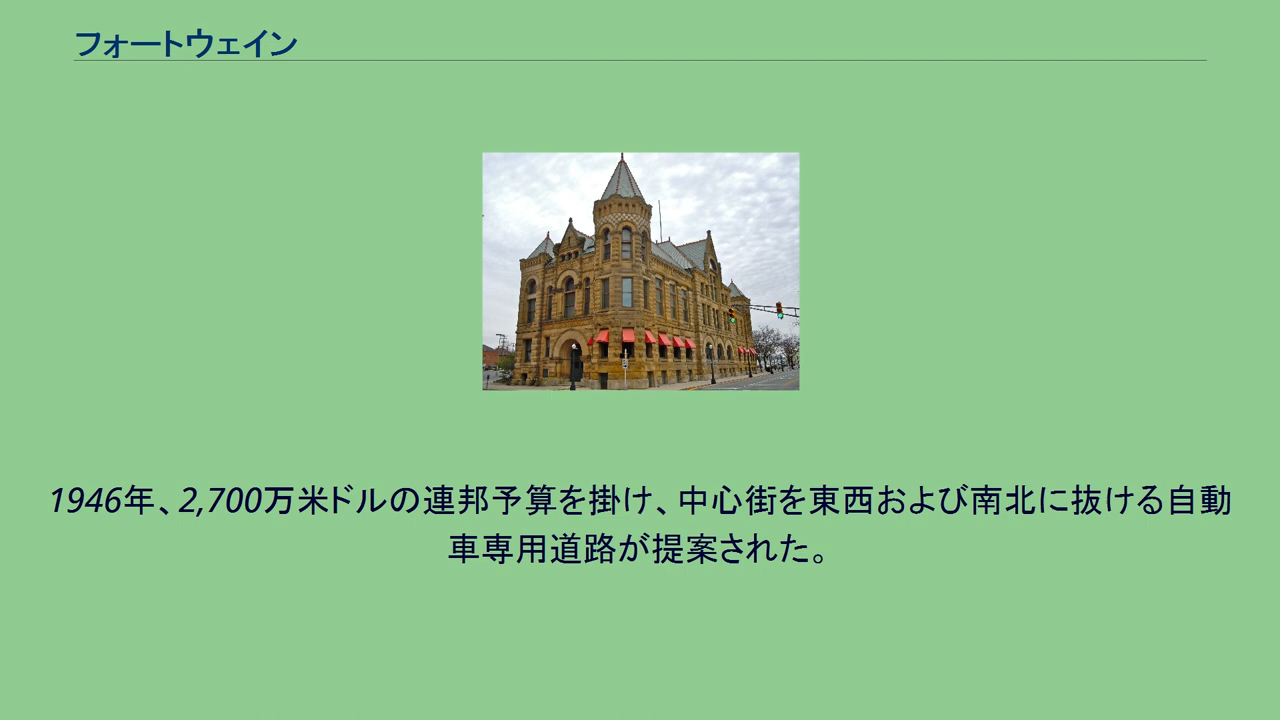 フォートウェイン
1946年、2,700万米ドルの連邦予算を掛け、中心街を東西および南北に抜ける自動
車専用道路が提案された。